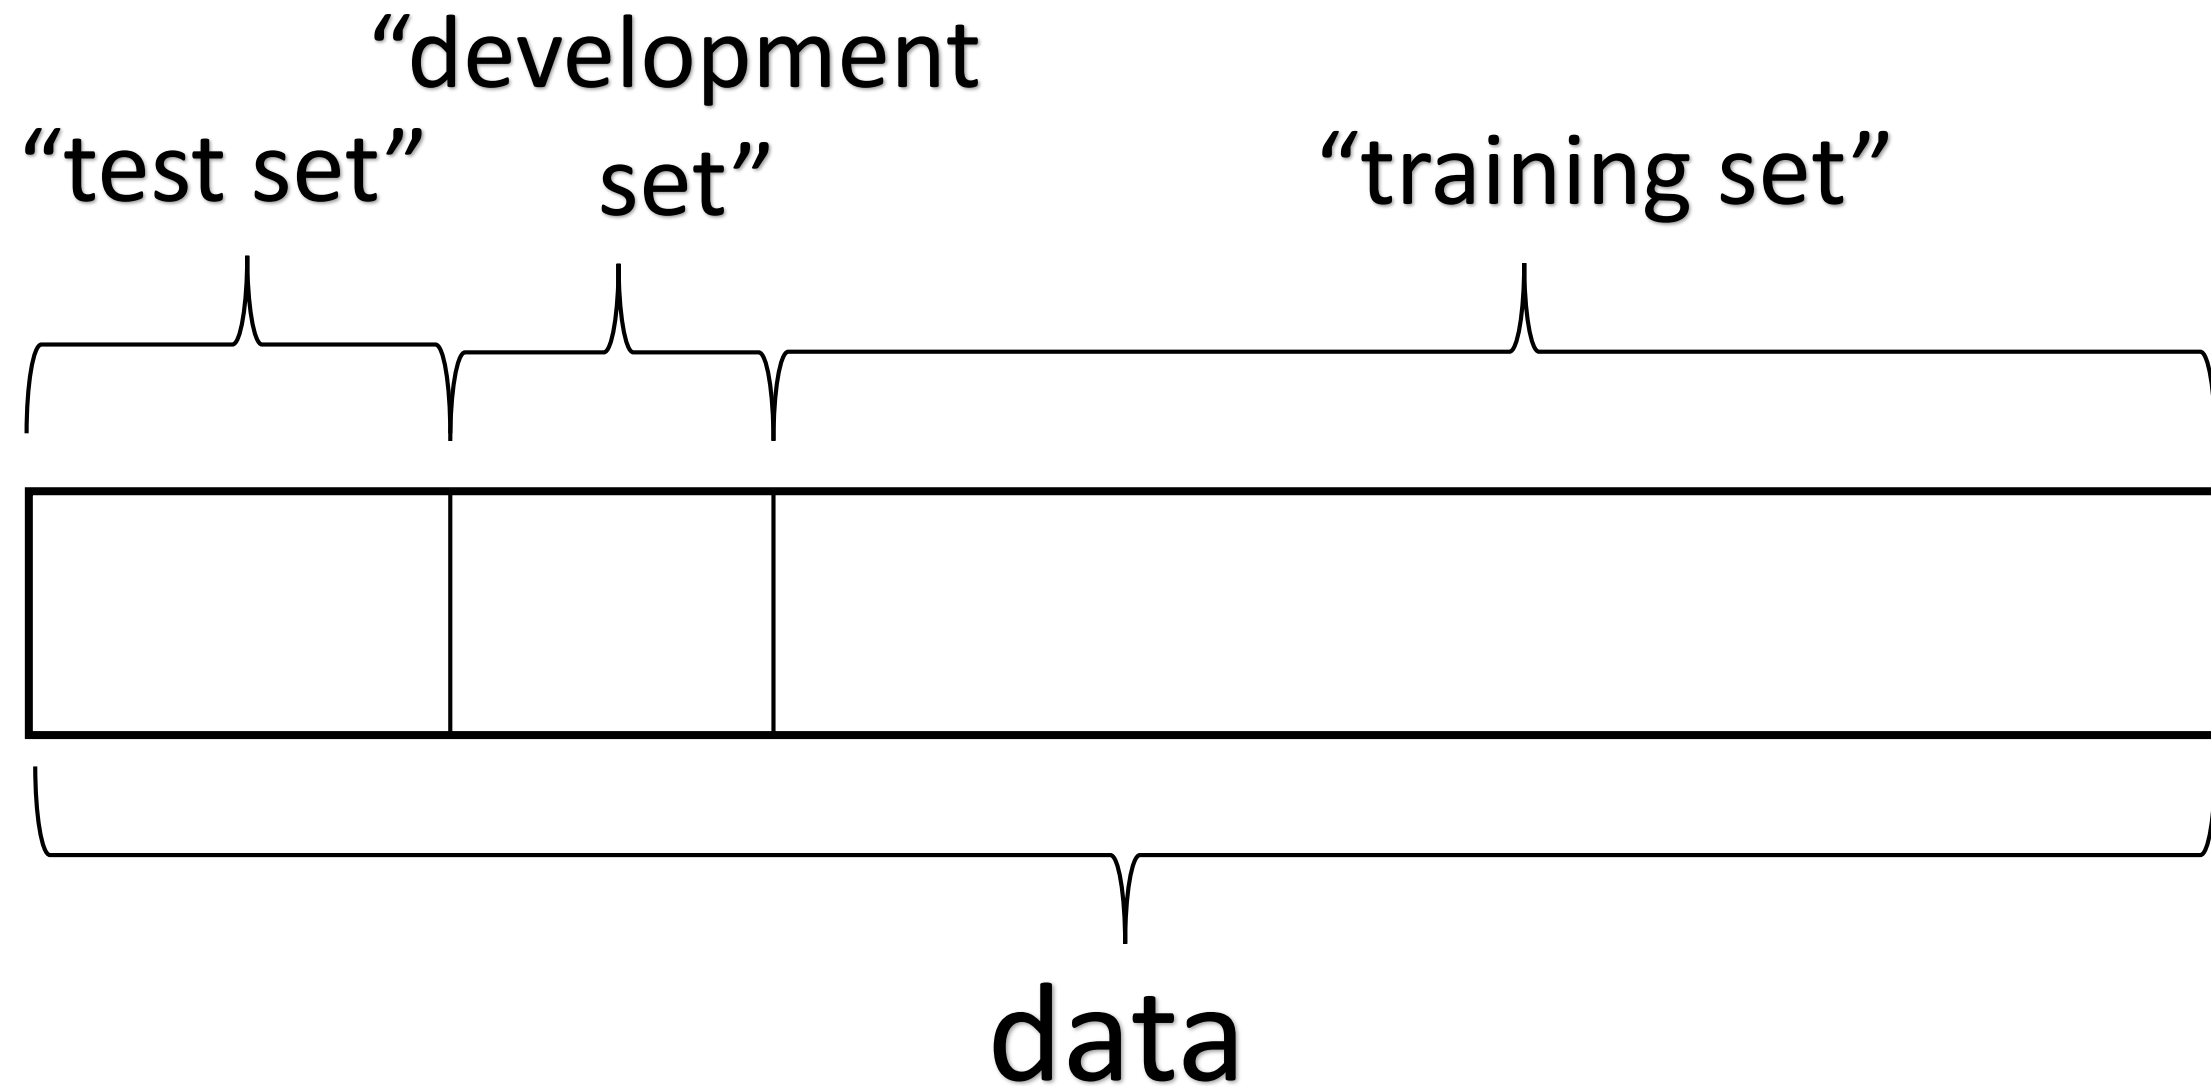 “test set”
“development
set”
“training set”
data